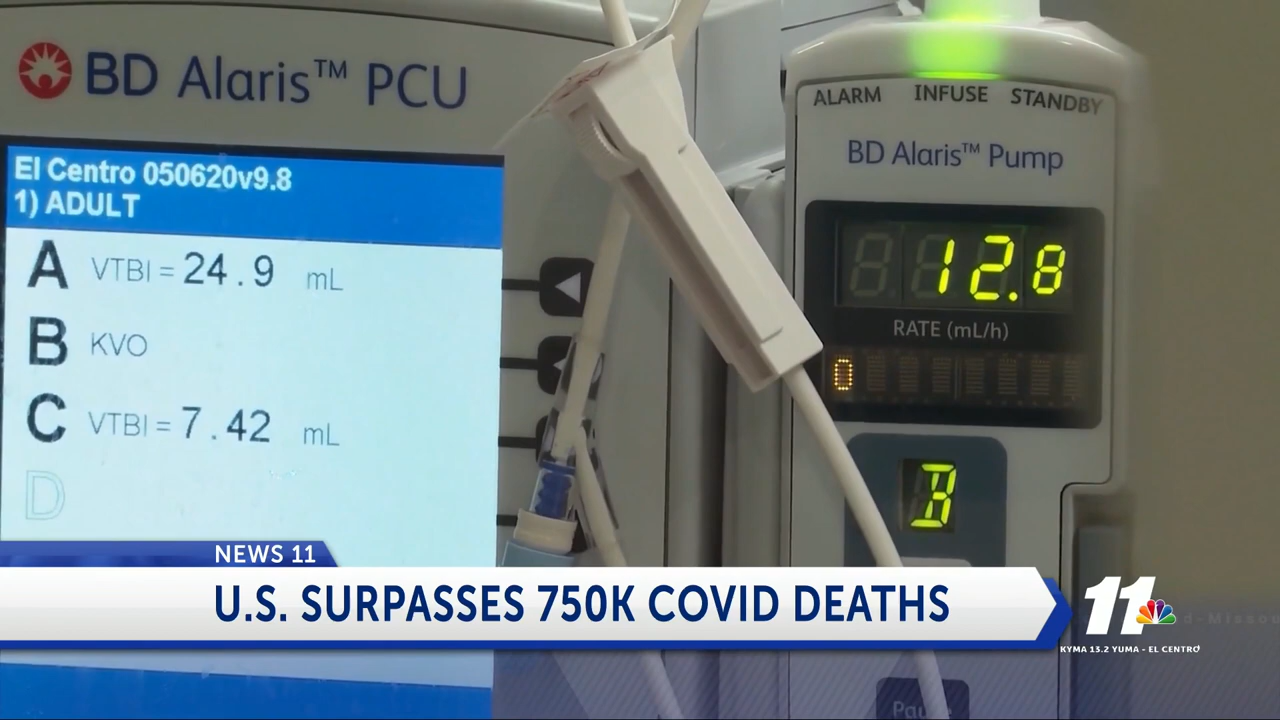 BD Alaris™ PCU
El Centro 050620v9.8
1) ADULT
A VTBI = 24.9 mL
B KVO
C VTBI = 7.42 mL
D
ALARM INFUSE STANDBY
BD Alaris™ Pump
12.8
RATE (mL/h)
0
B
NEWS 11
U.S. SURPASSES 750K COVID DEATHS
11
KYMA 13.2 YUMA - EL CENTRO